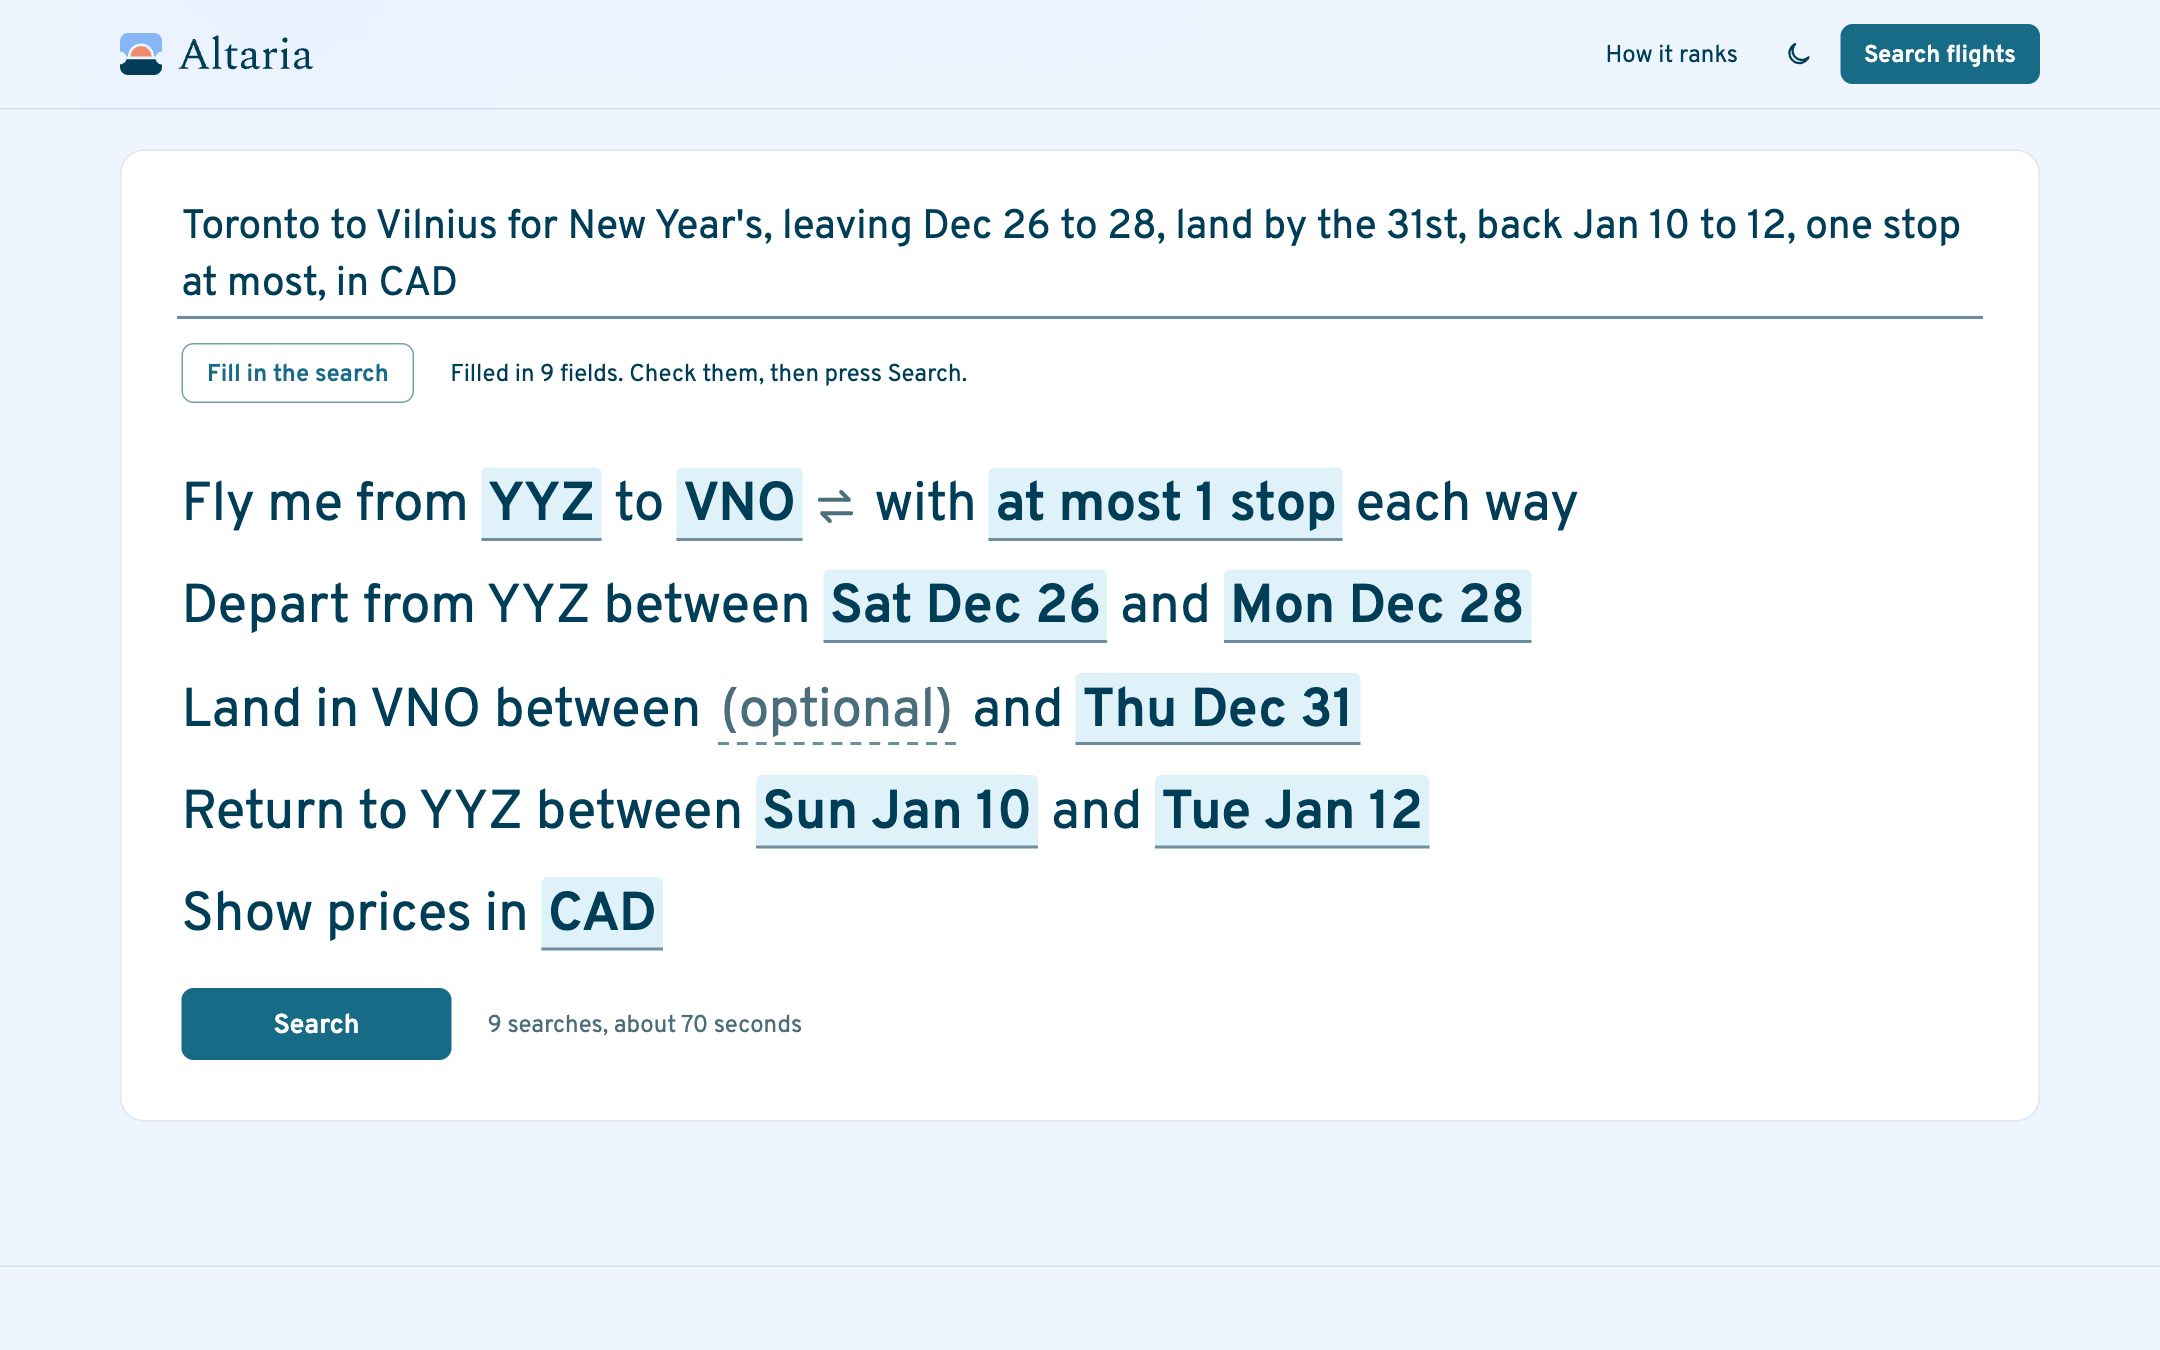 Altaria
How it ranks
Search flights
Toronto to Vilnius for New Year's, leaving Dec 26 to 28, land by the 31st, back Jan 10 to 12, one stop
at most, in CAD
Fill in the search
Filled in 9 fields. Check them, then press Search.
Fly me from YYZ to VNO ⇌ with at most 1 stop each way
Depart from YYZ between Sat Dec 26 and Mon Dec 28
Land in VNO between (optional) and Thu Dec 31
Return to YYZ between Sun Jan 10 and Tue Jan 12
Show prices in CAD
Search
9 searches, about 70 seconds